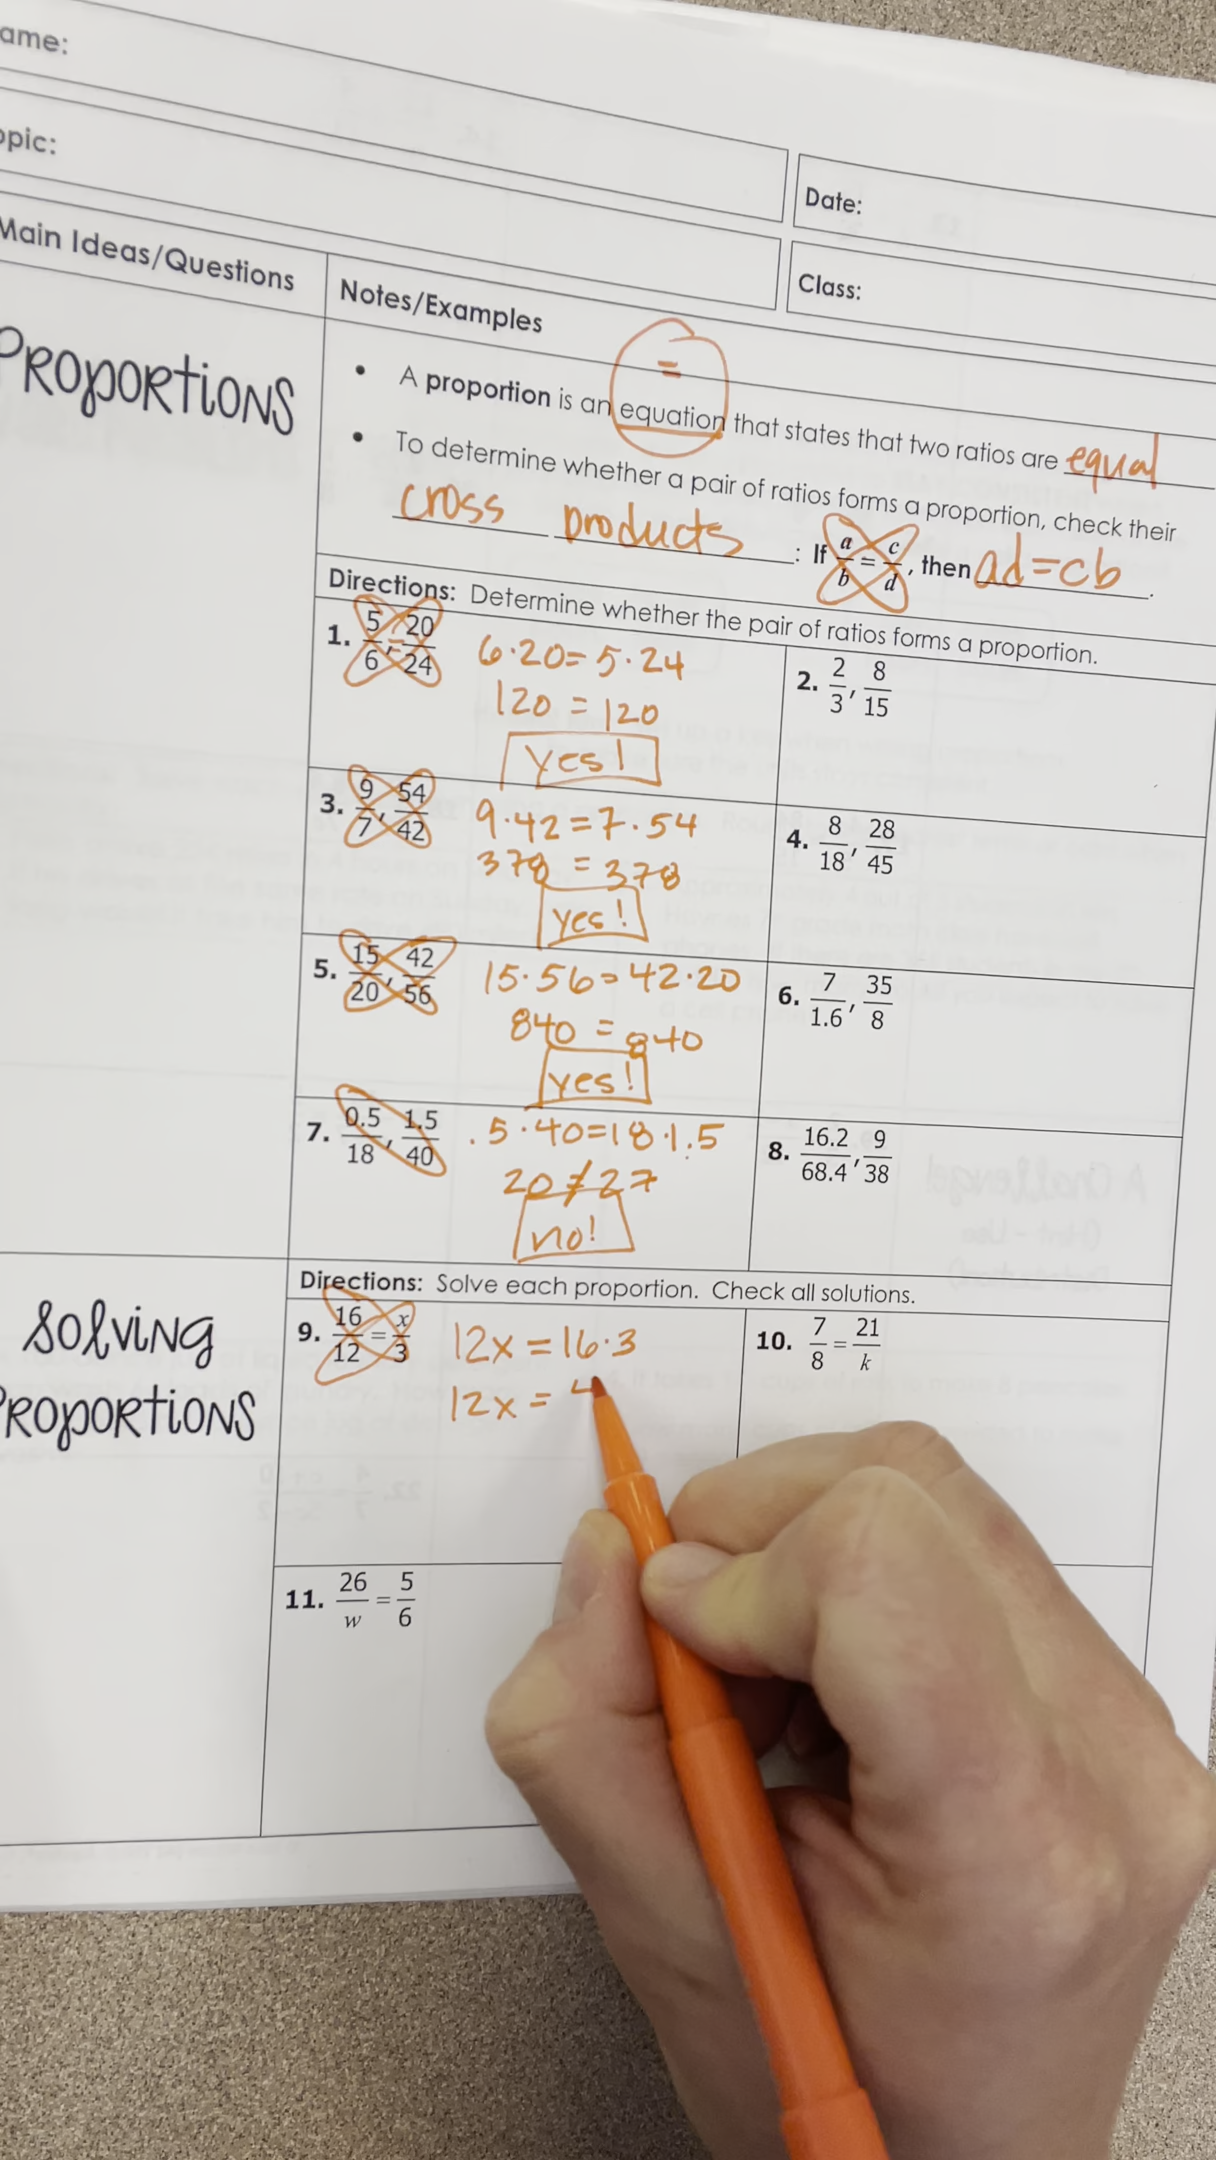 ame:
opic:
Date:
Class:
Main Ideas/Questions
Notes/Examples
PROPORTIONS
=
• A proportion is an equation that states that two ratios are equal
• To determine whether a pair of ratios forms a proportion, check their
cross products : If a/b = c/d, then ad=cb.
Directions: Determine whether the pair of ratios forms a proportion.
1. 5/6 = 20/24
6·20=5·24
120 = 120
yes!
2. 2/3, 8/15
3. 9/7, 54/42
9·42=7·54
378 = 378
yes!
4. 8/18, 28/45
5. 15/20, 42/56
15·56=42·20
840 = 840
yes!
6. 7/1.6, 35/8
7. 0.5/18, 1.5/40
.5·40=18·1.5
20≠27
no!
8. 16.2/68.4, 9/38
Solving
PROPORTIONS
Directions: Solve each proportion. Check all solutions.
9. 16/12 = x/3
12x = 16·3
12x = 4
10. 7/8 = 21/k
11. 26/w = 5/6